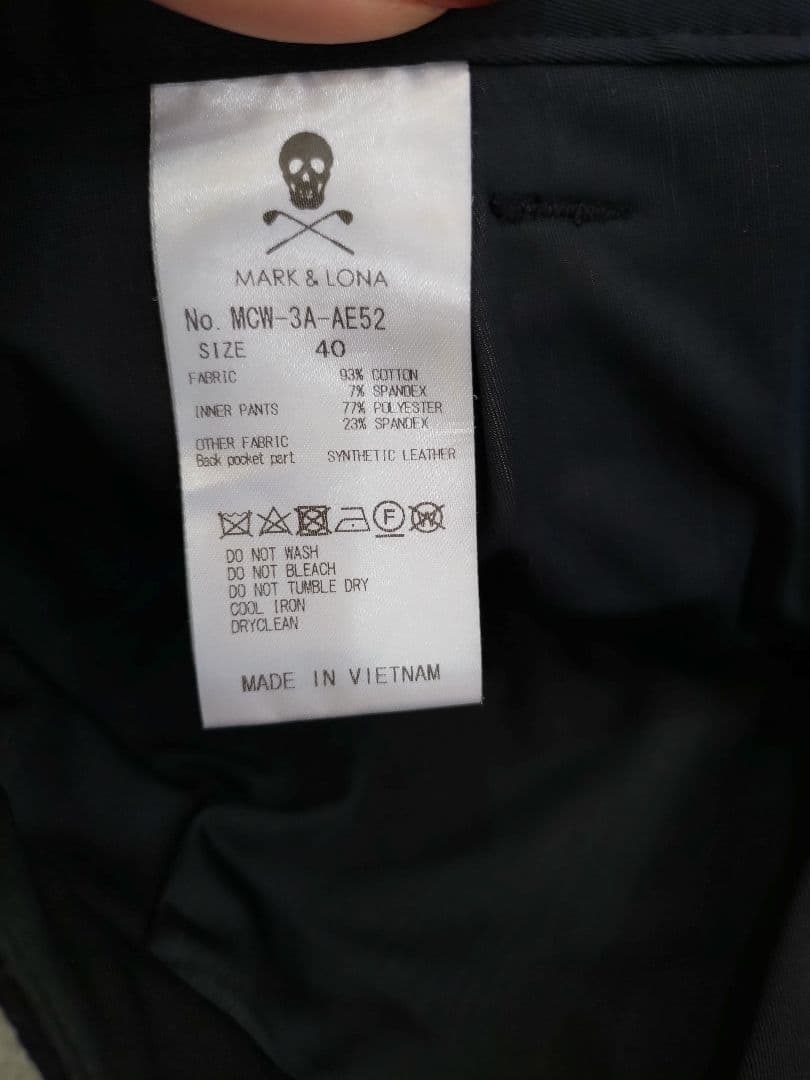 MARK & LONA
No. MCW-3A-AE52
SIZE 40
FABRIC 93% COTTON
7% SPANDEX
INNER PANTS 77% POLYESTER
23% SPANDEX
OTHER FABRIC
Back pocket part SYNTHETIC LEATHER
F W
DO NOT WASH
DO NOT BLEACH
DO NOT TUMBLE DRY
COOL IRON
DRYCLEAN
MADE IN VIETNAM